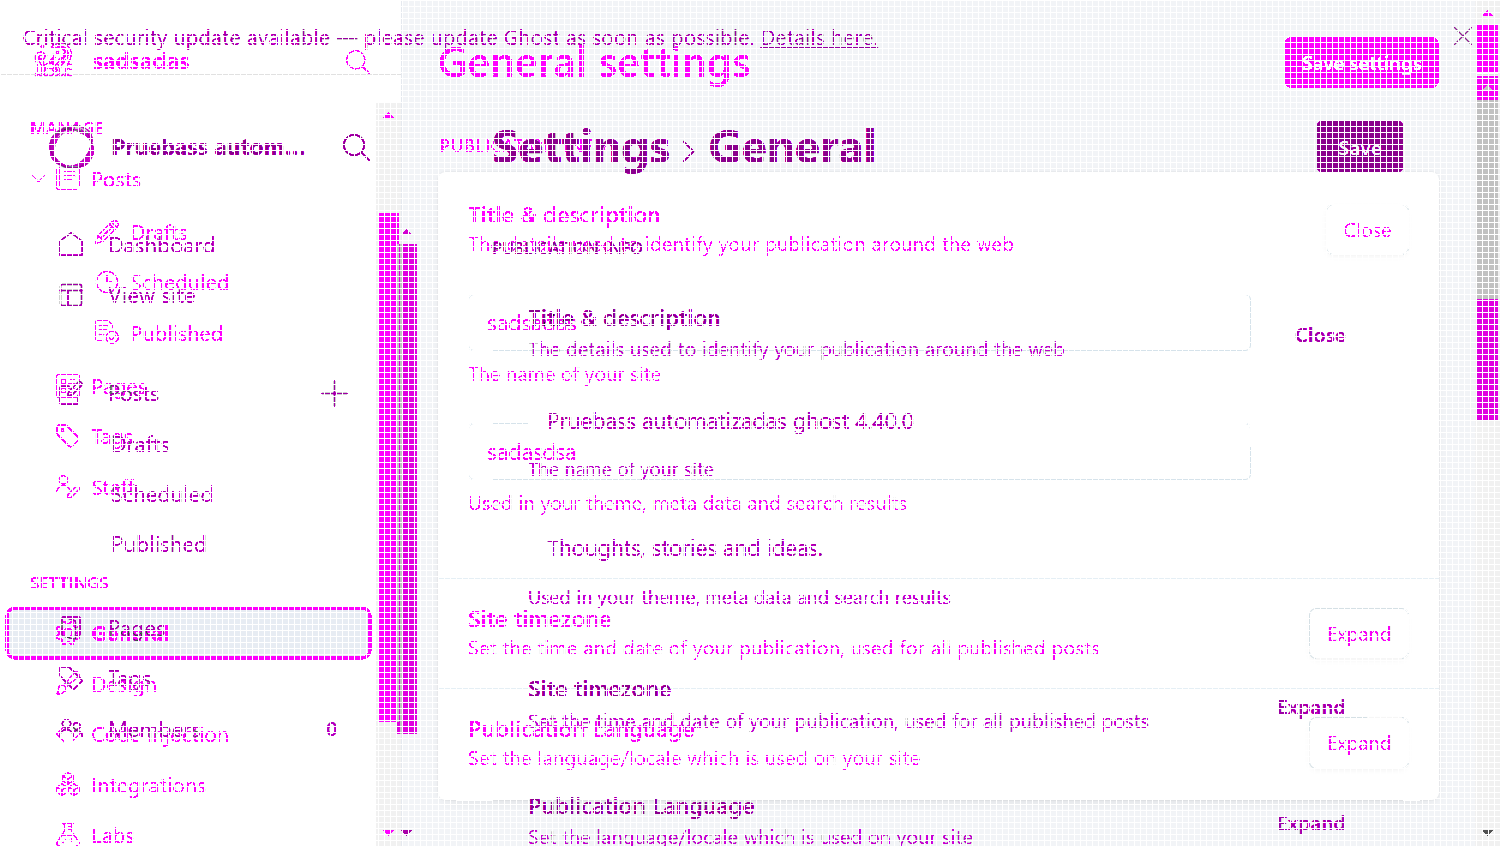 Critical security update available — please update Ghost as soon as possible. Details here.
sadsadas
General settings
Save settings
MANAGE
Pruebass autom...
Settings › General
Save
Posts
Title & description
Close
Drafts
Dashboard
The details used to identify your publication around the web
Scheduled
View site
sadsadas
Title & description
Published
Close
The details used to identify your publication around the web
The name of your site
Pages
Posts
Pruebass automatizadas ghost 4.40.0
Tags
Drafts
sadasdsa
The name of your site
Staff
Scheduled
Used in your theme, meta data and search results
Published
Thoughts, stories and ideas.
SETTINGS
Used in your theme, meta data and search results
Site timezone
General
Pages
Expand
Set the time and date of your publication, used for all published posts
Tags
Design
Site timezone
Expand
Set the time and date of your publication, used for all published posts
Members
0
Code injection
Publication Language
Expand
Set the language/locale which is used on your site
Integrations
Publication Language
Expand
Labs
Set the language/locale which is used on your site